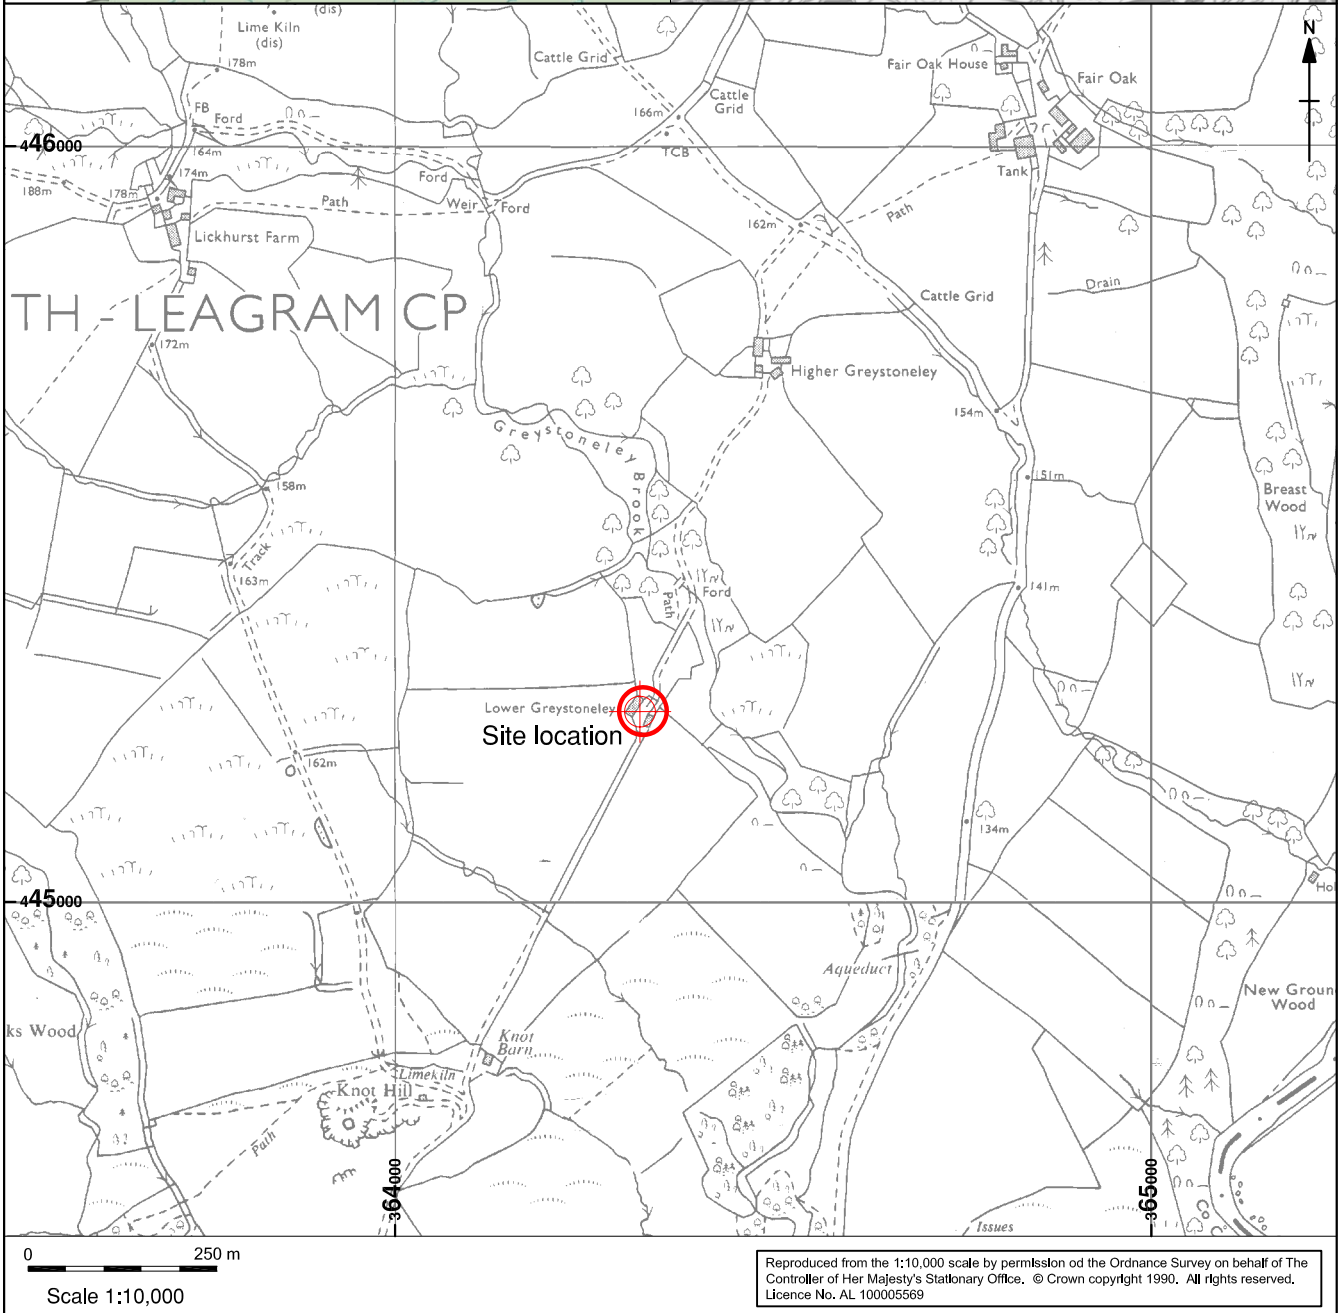 (dis)
Lime Kiln
(dis)
178m
Cattle Grid
Cattle
Grid
166m
TCB
Fair Oak House
Fair Oak
N
FB
Ford
446000
164m
174m
188m
178m
Path
Ford
Weir
Ford
Lickhurst Farm
162m
Path
Tank
Drain
Cattle Grid
TH - LEAGRAM CP
172m
Higher Greystoneley
154m
Greystoneley Brook
158m
151m
Breast
Wood
Track
163m
Path
Ford
141m
Lower Greystoneley
Site location
162m
134m
Hol
445000
Aqueduct
New Groun
Wood
ks Wood
Knot
Barn
Limekiln
Knot Hill
Path
364000
365000
Issues
0
250 m
Scale 1:10,000
Reproduced from the 1:10,000 scale by permission od the Ordnance Survey on behalf of The
Controller of Her Majesty's Stationary Office. © Crown copyright 1990. All rights reserved.
Licence No. AL 100005569